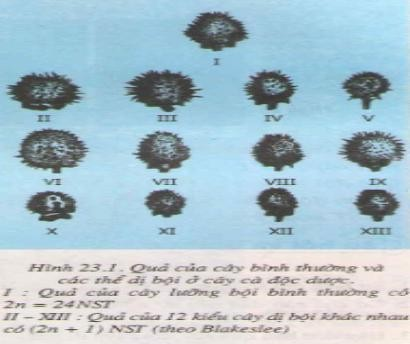 I
II III IV V
VI VII VIII IX
X XI XII XIII
Hình 23.1. Quả của cây bình thường và
các thể dị bội ở cây cà độc dược.
I : Quả của cây lưỡng bội bình thường có
2n = 24NST
II – XIII : Quả của 12 kiểu cây dị bội khác nhau
có (2n + 1) NST (theo Blakeslee)